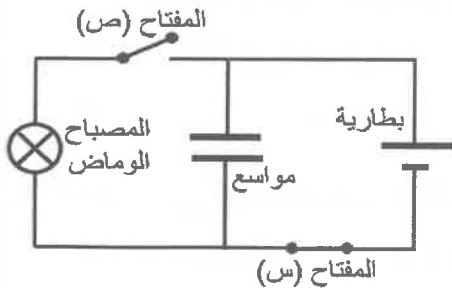 المفتاح (ص)
بطارية
المصباح
الوماض
مواسع
المفتاح (س)